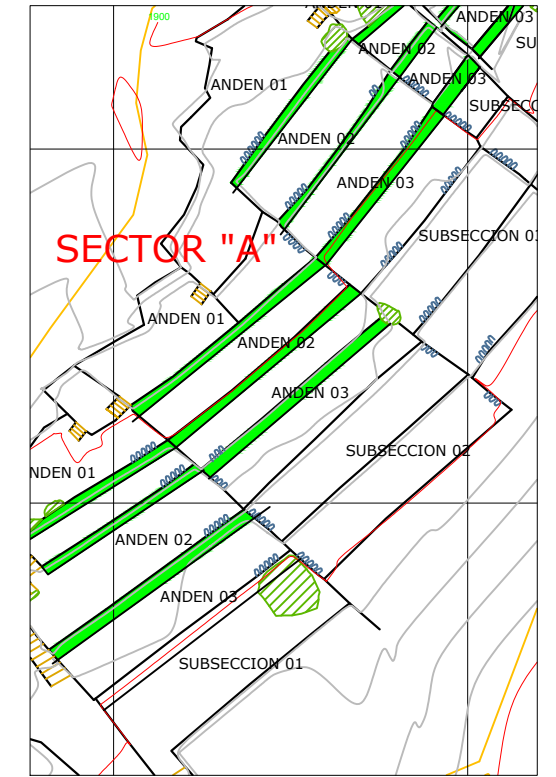 1900
ANDEN 03
SU
ANDEN 02
ANDEN 01
ANDEN 03
ANDEN 02
ANDEN 03
SUBSECCION 01
SECTOR "A"
ANDEN 01
ANDEN 02
ANDEN 03
SUBSECCION 02
NDEN 01
ANDEN 02
ANDEN 03
SUBSECCION 01